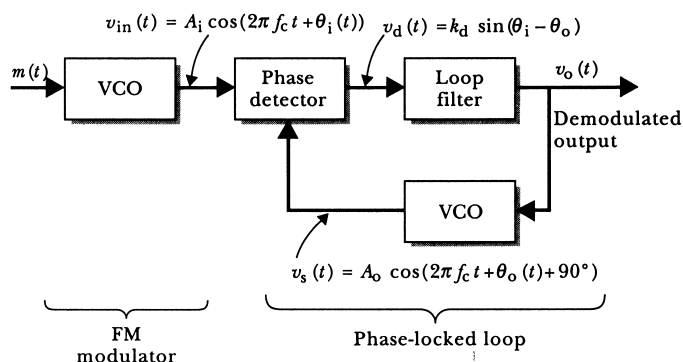 v_in(t) = A_i cos(2π f_c t + θ_i(t))
v_d(t) = k_d sin(θ_i − θ_o)
m(t)
VCO
Phase
detector
Loop
filter
v_o(t)
Demodulated
output
VCO
v_s(t) = A_o cos(2π f_c t + θ_o(t) + 90°)
FM
modulator
Phase-locked loop